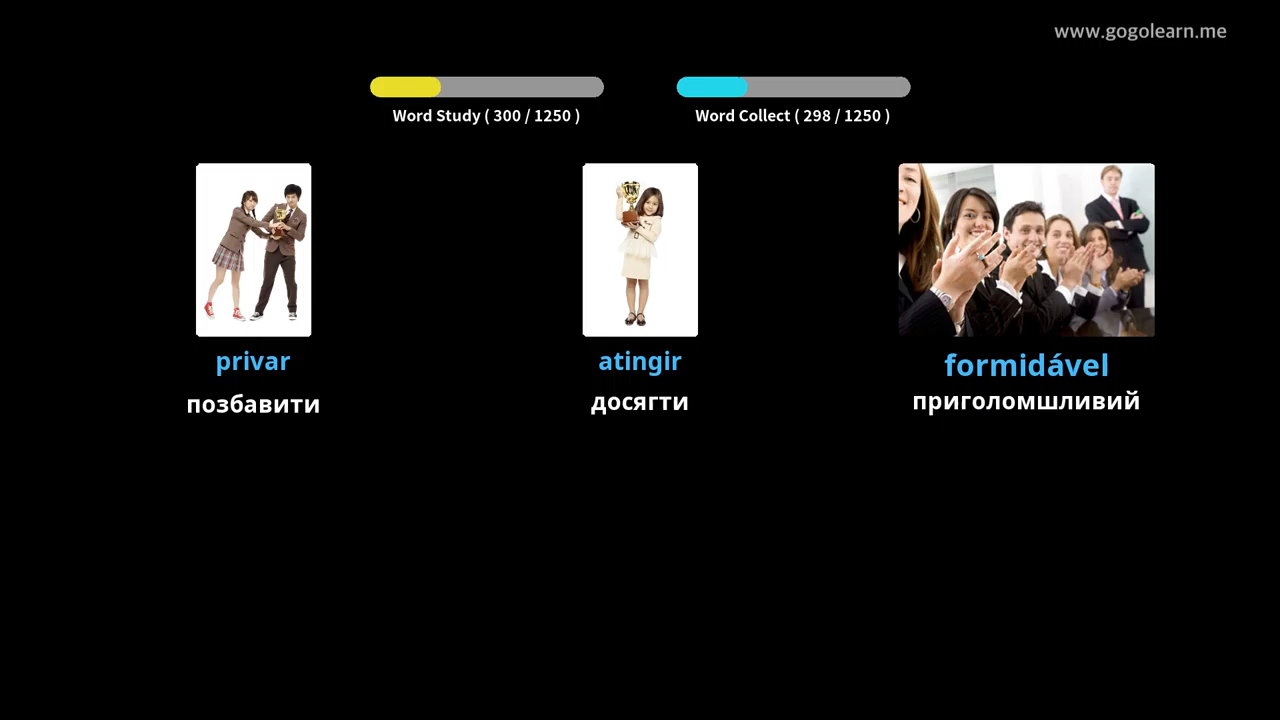 www.gogolearn.me
Word Study ( 300 / 1250 )
Word Collect ( 298 / 1250 )
privar
позбавити
atingir
досягти
formidável
приголомшливий